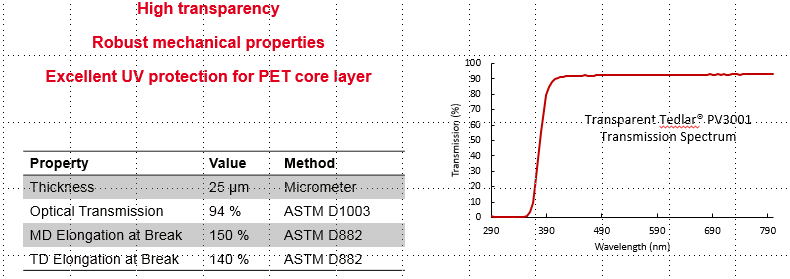 High transparency
Robust mechanical properties
Excellent UV protection for PET core layer
Property Value Method
Thickness 25 µm Micrometer
Optical Transmission 94 % ASTM D1003
MD Elongation at Break 150 % ASTM D882
TD Elongation at Break 140 % ASTM D882
Transmission (%)
100
90
80
70
60
50
40
30
20
10
0
Transparent Tedlar® PV3001
Transmission Spectrum
290 390 490 590 690 790
Wavelength (nm)